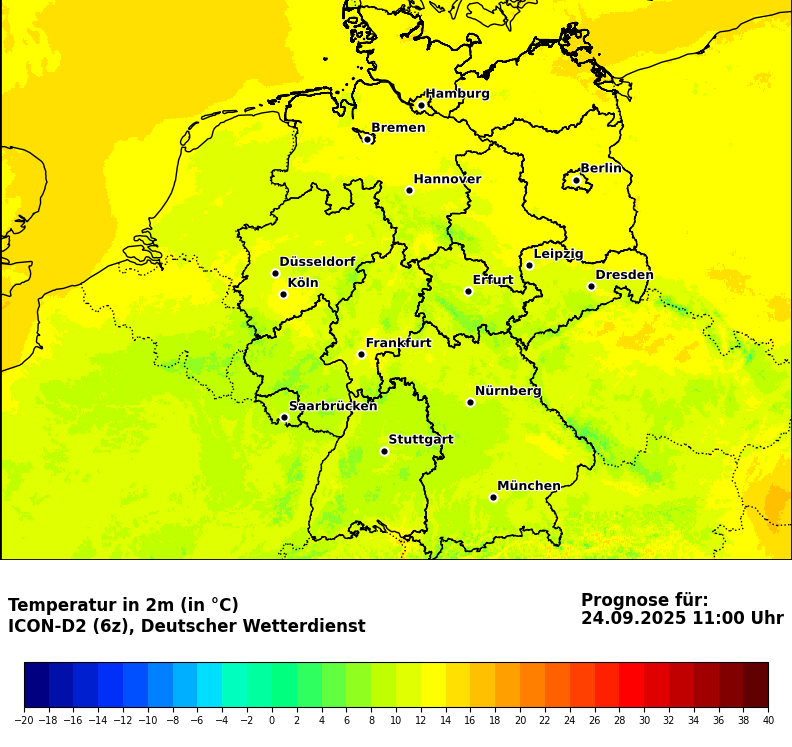 Hamburg
Bremen
Berlin
Hannover
Leipzig
Düsseldorf
Dresden
Köln
Erfurt
Frankfurt
Nürnberg
Saarbrücken
Stuttgart
München
Temperatur in 2m (in °C)
ICON-D2 (6z), Deutscher Wetterdienst
Prognose für:
24.09.2025 11:00 Uhr
−20 −18 −16 −14 −12 −10 −8 −6 −4 −2 0 2 4 6 8 10 12 14 16 18 20 22 24 26 28 30 32 34 36 38 40